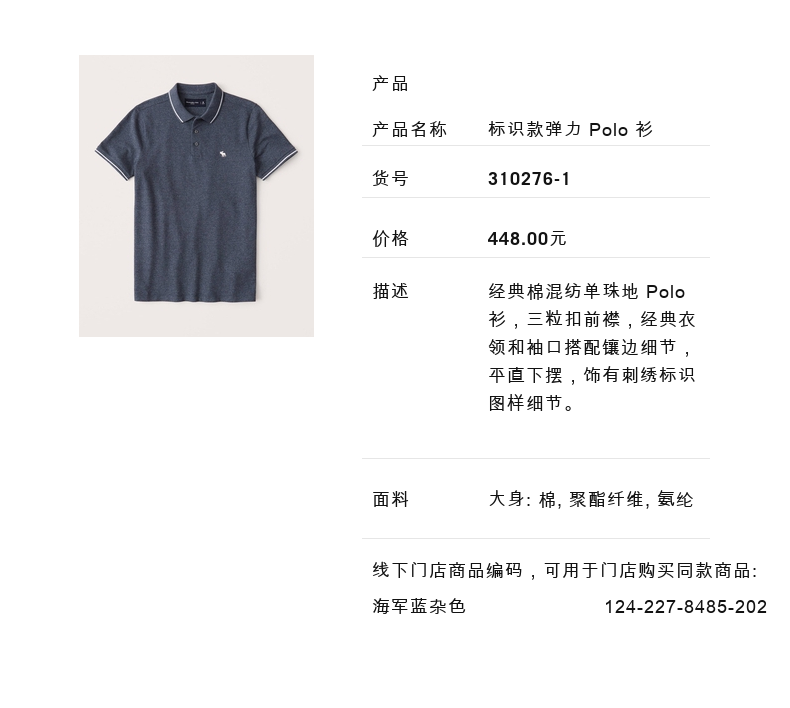 产品
产品名称 标识款弹力 Polo 衫
货号 310276-1
价格 448.00元
描述 经典棉混纺单珠地 Polo
衫，三粒扣前襟，经典衣
领和袖口搭配镶边细节，
平直下摆，饰有刺绣标识
图样细节。
面料 大身: 棉, 聚酯纤维, 氨纶
线下门店商品编码，可用于门店购买同款商品:
海军蓝杂色 124-227-8485-202